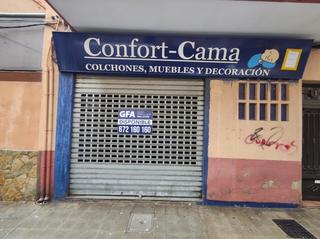 Confort-Cama
COLCHONES, MUEBLES Y DECORACIÓN
GFA
DISPONIBLE
672 160 160